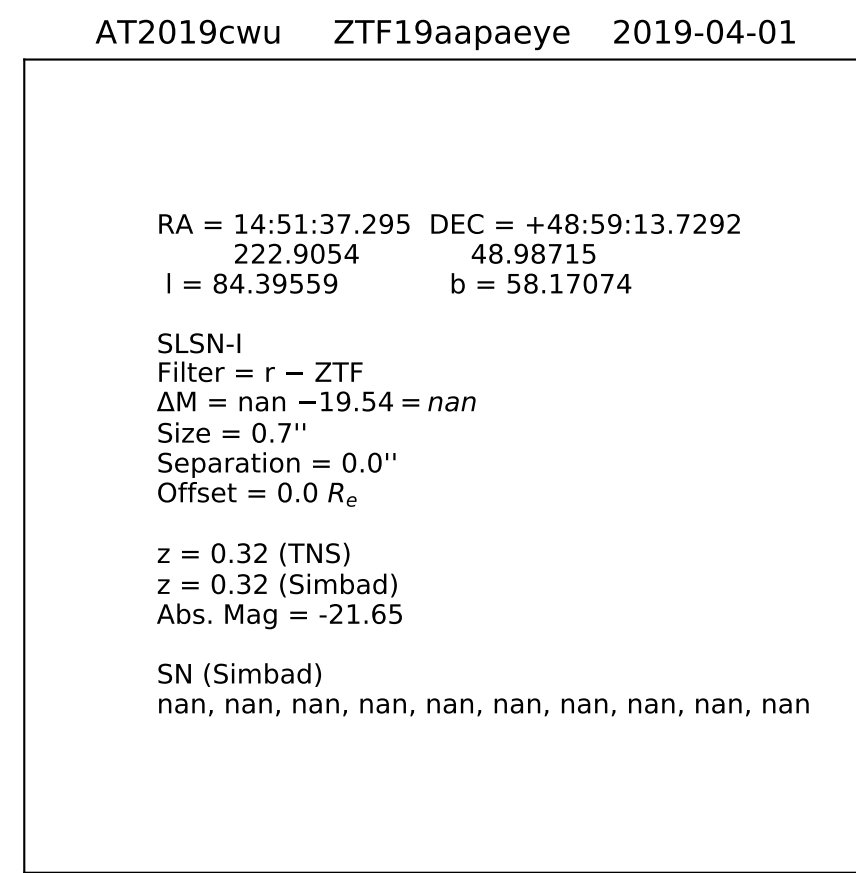 AT2019cwu ZTF19aapaeye 2019-04-01
RA = 14:51:37.295 DEC = +48:59:13.7292
222.9054 48.98715
l = 84.39559 b = 58.17074
SLSN-I
Filter = r − ZTF
ΔM = nan −19.54 = nan
Size = 0.7''
Separation = 0.0''
Offset = 0.0 Rₑ
z = 0.32 (TNS)
z = 0.32 (Simbad)
Abs. Mag = -21.65
SN (Simbad)
nan, nan, nan, nan, nan, nan, nan, nan, nan, nan